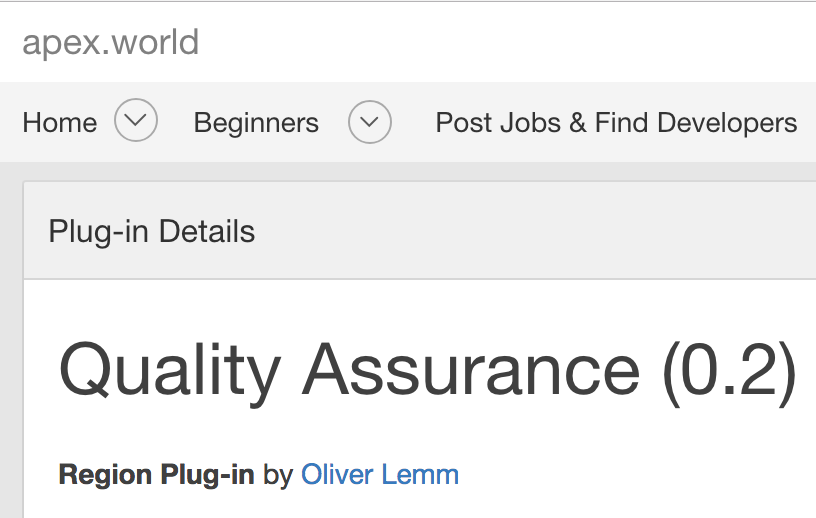 apex.world
Home Beginners Post Jobs & Find Developers
Plug-in Details
Quality Assurance (0.2)
Region Plug-in by Oliver Lemm